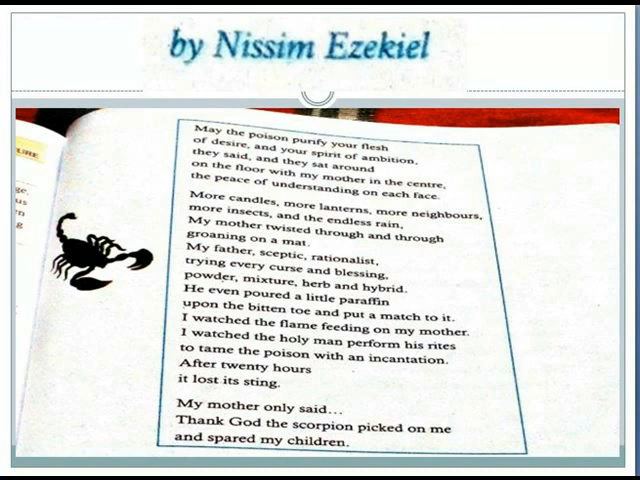 by Nissim Ezekiel
TURE
ge,
us
en
g
May the poison purify your flesh
of desire, and your spirit of ambition,
they said, and they sat around
on the floor with my mother in the centre,
the peace of understanding on each face.
More candles, more lanterns, more neighbours,
more insects, and the endless rain,
My mother twisted through and through
groaning on a mat.
My father, sceptic, rationalist,
trying every curse and blessing,
powder, mixture, herb and hybrid.
He even poured a little paraffin
upon the bitten toe and put a match to it.
I watched the flame feeding on my mother.
I watched the holy man perform his rites
to tame the poison with an incantation.
After twenty hours
it lost its sting.
My mother only said...
Thank God the scorpion picked on me
and spared my children.